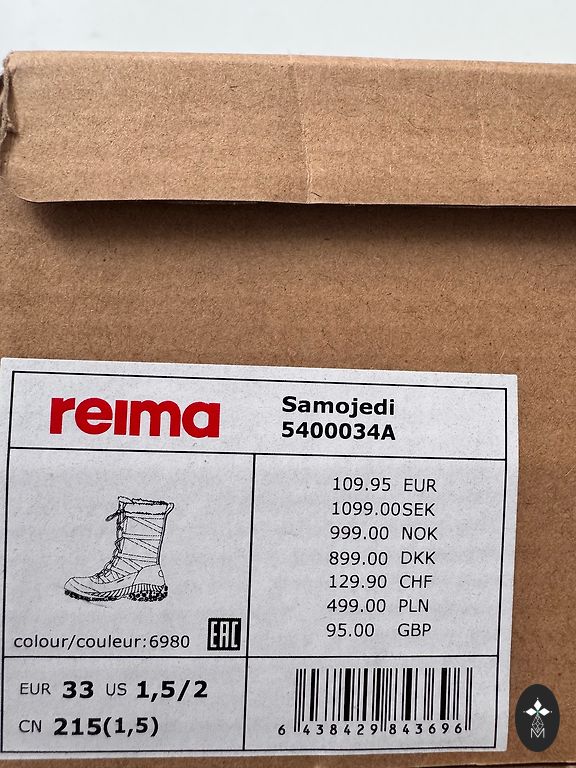 reima
Samojedi
5400034A
109.95 EUR
1099.00SEK
999.00 NOK
899.00 DKK
129.90 CHF
499.00 PLN
95.00 GBP
colour/couleur:6980
EAC
EUR 33 US 1,5/2
CN 215(1,5)
6 438429 843696
M